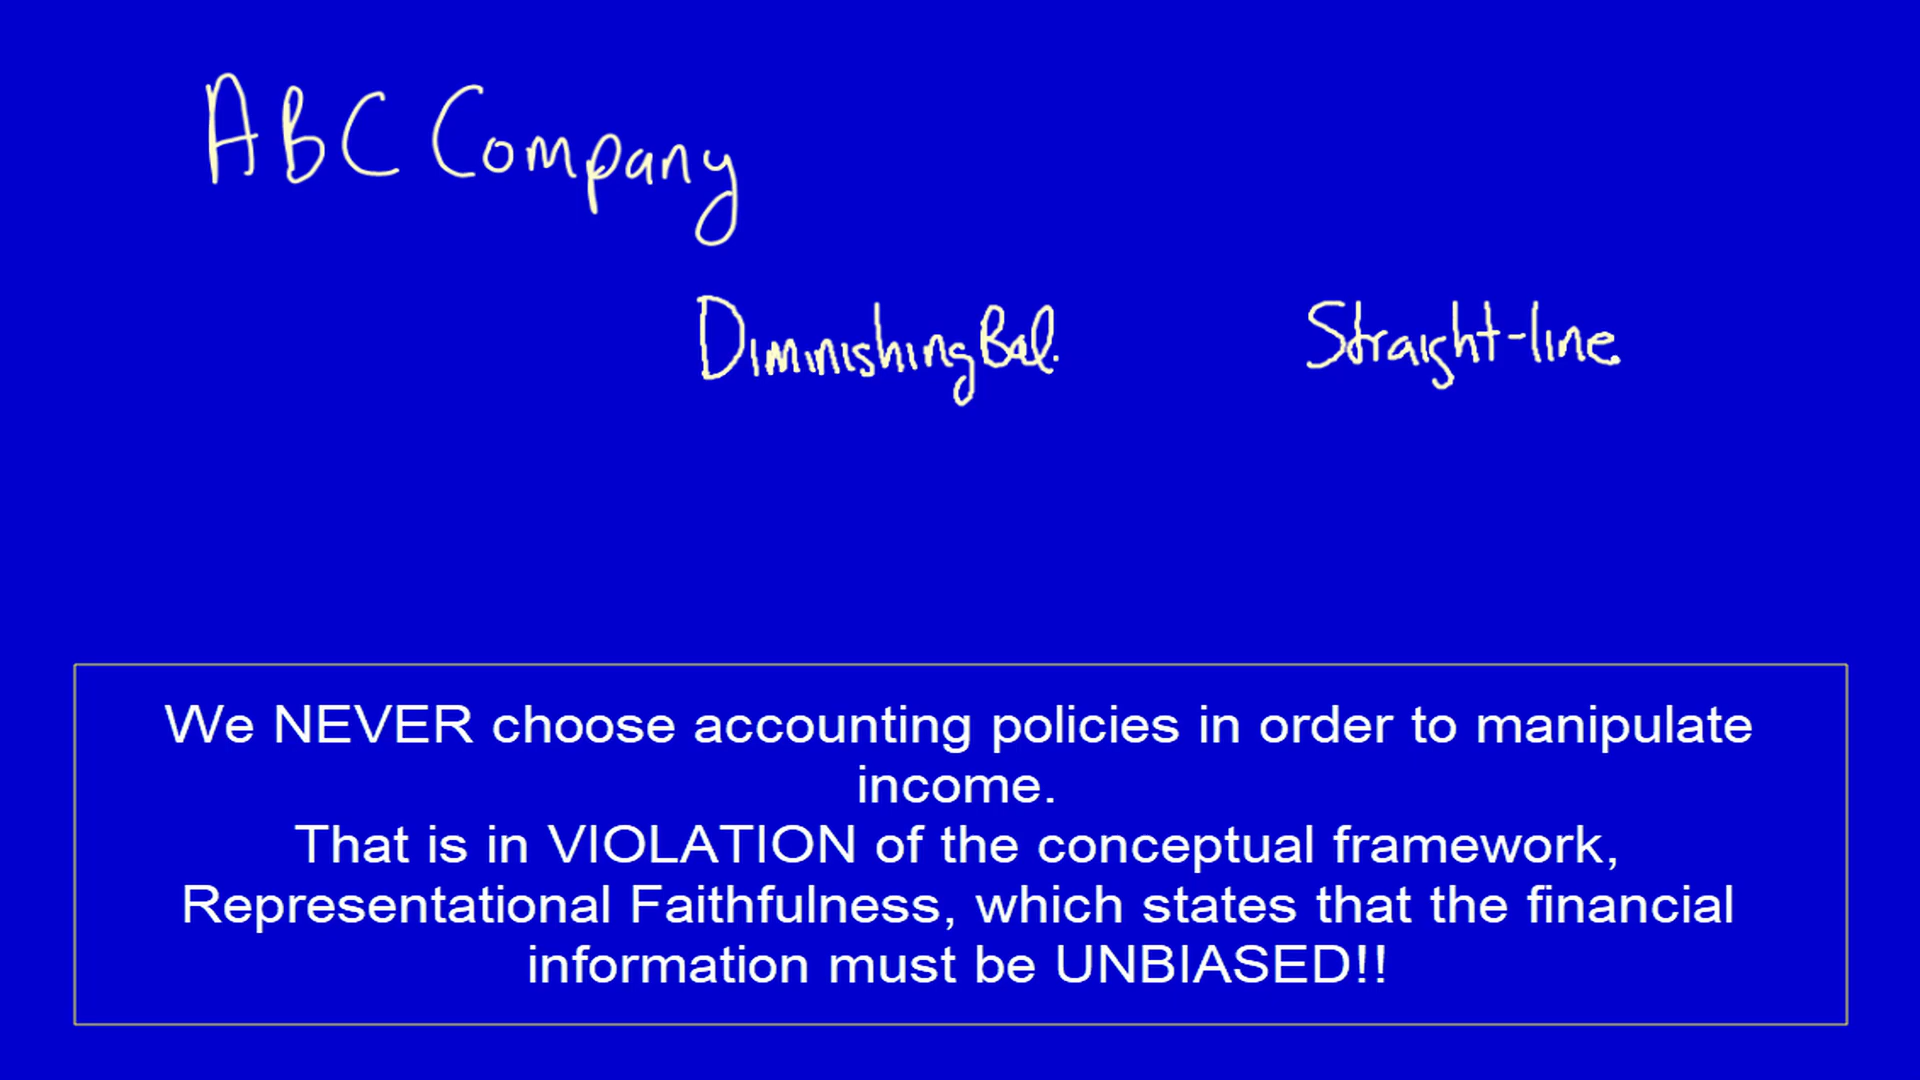 ABC Company
Diminishing Bal. Straight-line
We NEVER choose accounting policies in order to manipulate
income.
That is in VIOLATION of the conceptual framework,
Representational Faithfulness, which states that the financial
information must be UNBIASED!!